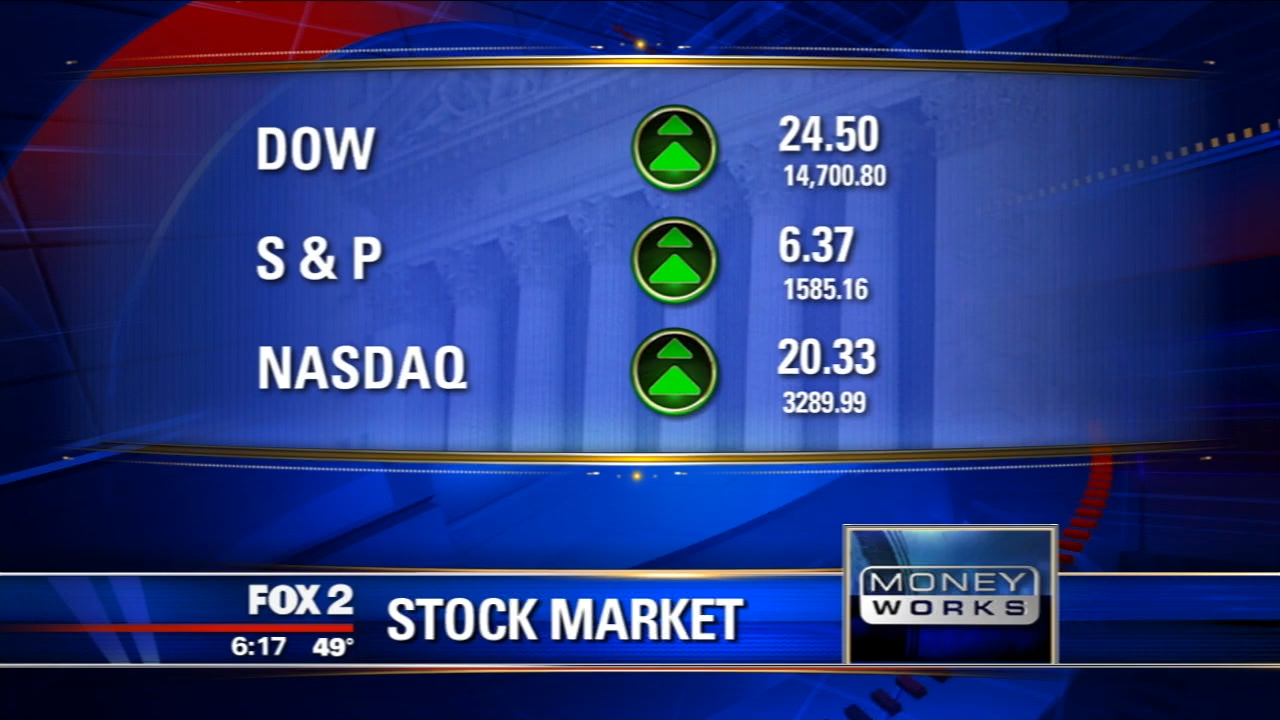 DOW 24.50
14,700.80
S & P 6.37
1585.16
NASDAQ 20.33
3289.99
FOX 2
6:17 49°
STOCK MARKET
MONEY
WORKS